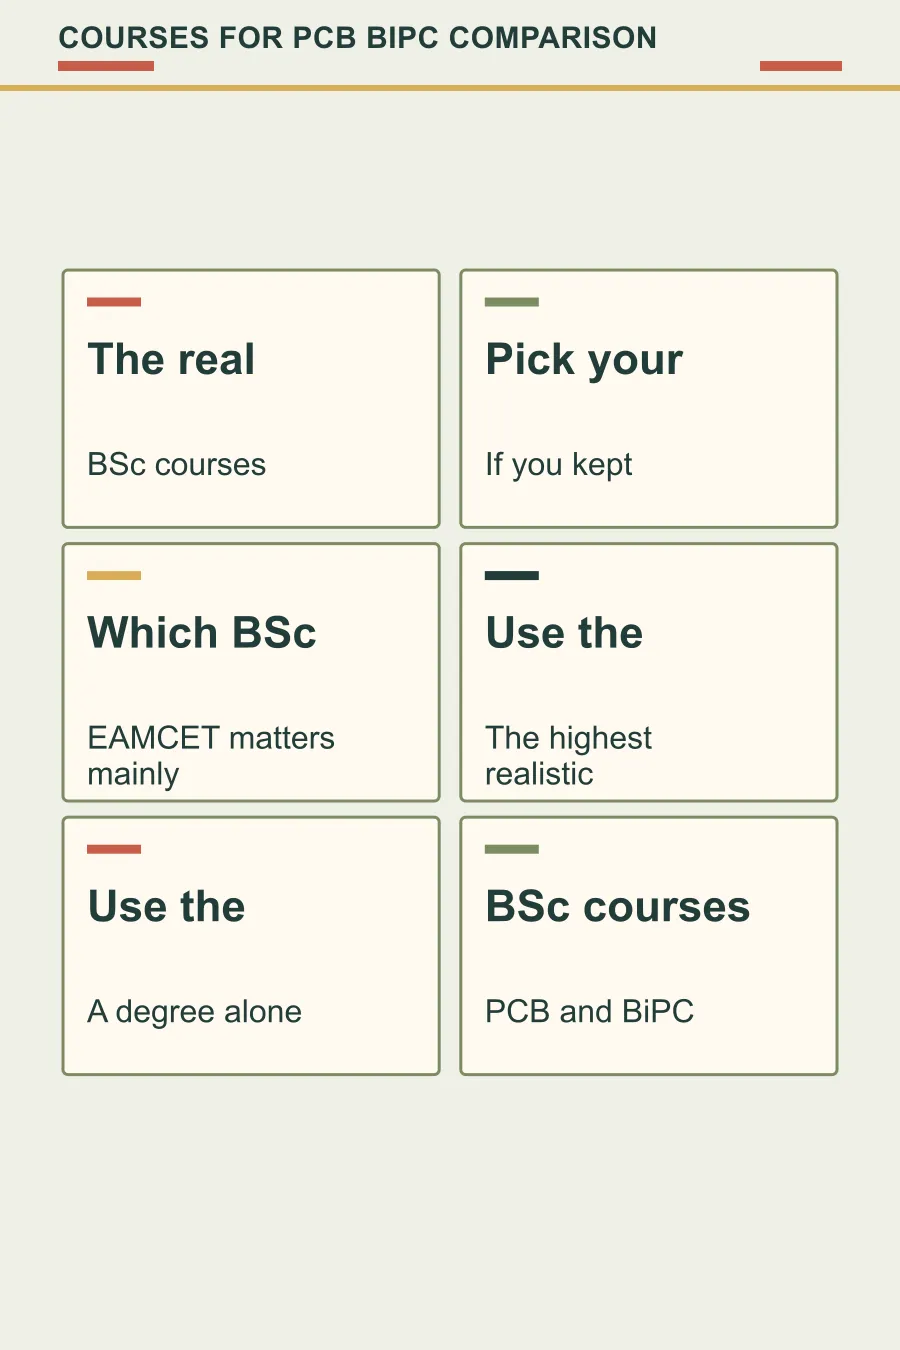 COURSES FOR PCB BIPC COMPARISON
The real
BSc courses
Pick your
If you kept
Which BSc
EAMCET matters
mainly
Use the
The highest
realistic
Use the
A degree alone
BSc courses
PCB and BiPC